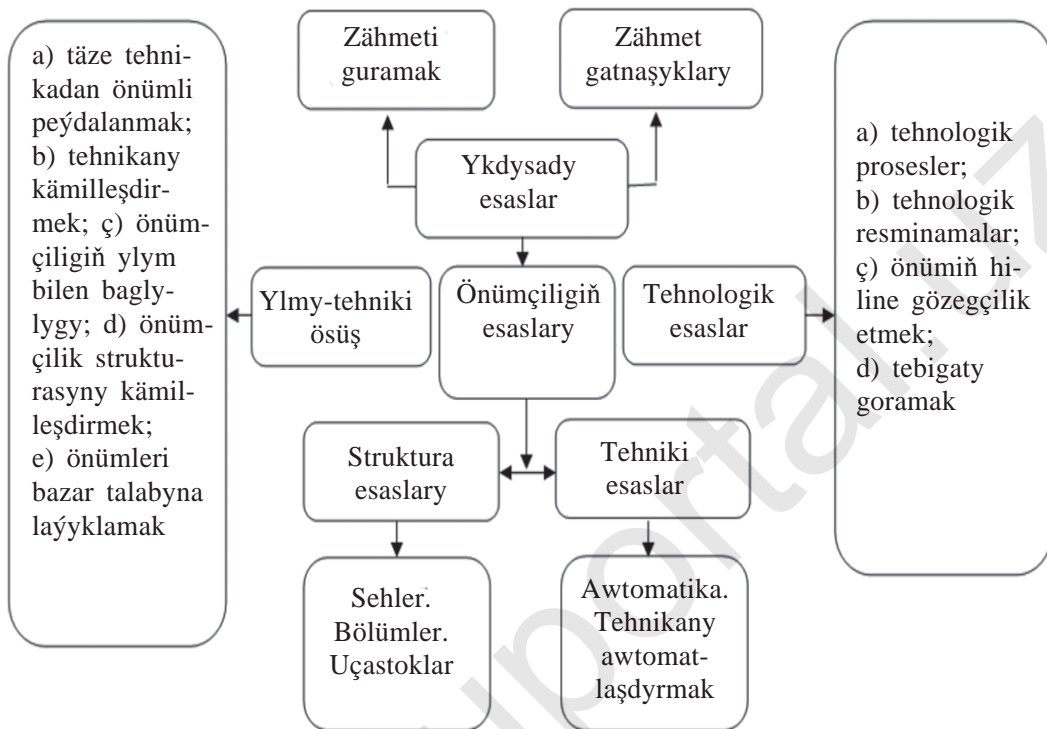 a) täze tehni-
kadan önümli
peýdalanmak;
b) tehnikany
kämilleşdir-
mek; ç) önüm-
çiligiň ylym
bilen bagly-
lygy; d) önüm-
çilik struktu-
rasyny kämil-
leşdirmek;
e) önümleri
bazar talabyna
laýyklamak
Zähmeti
guramak
Zähmet
gatnaşyklary
Ykdysady
esaslar
Ylmy-tehniki
ösüş
Önümçiligiň
esaslary
Tehnologik
esaslar
Struktura
esaslary
Tehniki
esaslar
Sehler.
Bölümler.
Uçastoklar
Awtomatika.
Tehnikany
awtomat-
laşdyrmak
a) tehnologik
prosesler;
b) tehnologik
resminamalar;
ç) önümiň hi-
line gözegçilik
etmek;
d) tebigaty
goramak
uportal.uz